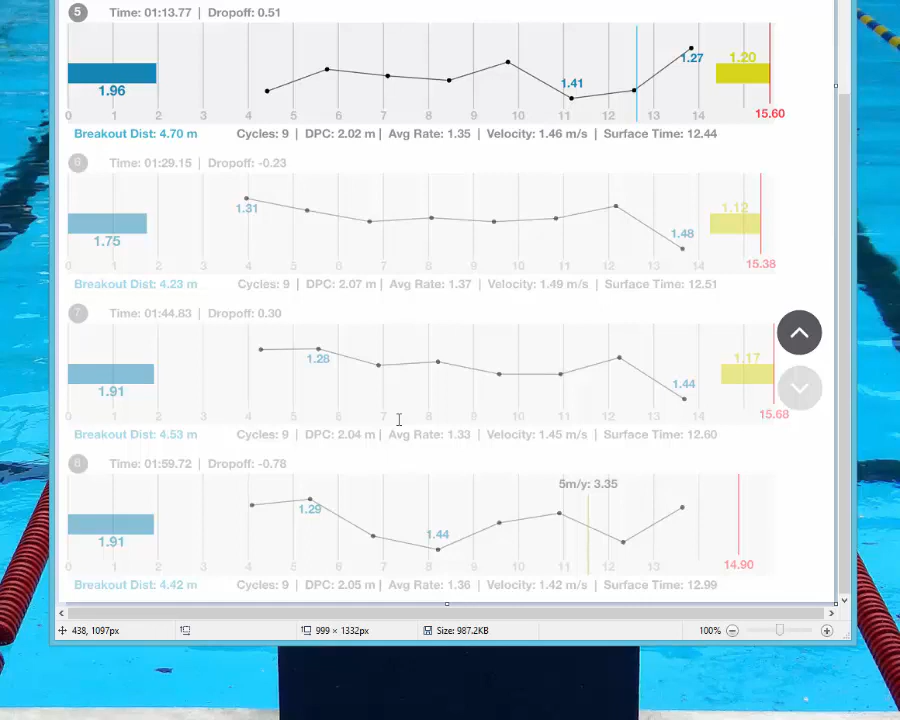 5 Time: 01:13.77 | Dropoff: 0.51
1.20
1.27
1.41
1.96
0 1 2 3 4 5 6 7 8 9 10 11 12 13 14
15.60
Breakout Dist: 4.70 m Cycles: 9 | DPC: 2.02 m | Avg Rate: 1.35 | Velocity: 1.46 m/s | Surface Time: 12.44
6 Time: 01:29.15 | Dropoff: -0.23
1.31
1.12
1.48
1.75
0 1 2 3 4 5 6 7 8 9 10 11 12 13 14
15.38
Breakout Dist: 4.23 m Cycles: 9 | DPC: 2.07 m | Avg Rate: 1.37 | Velocity: 1.49 m/s | Surface Time: 12.51
7 Time: 01:44.83 | Dropoff: 0.30
1.28
1.17
1.44
1.91
0 1 2 3 4 5 6 7 8 9 10 11 12 13 14
15.68
Breakout Dist: 4.53 m Cycles: 9 | DPC: 2.04 m | Avg Rate: 1.33 | Velocity: 1.45 m/s | Surface Time: 12.60
8 Time: 01:59.72 | Dropoff: -0.78
5m/y: 3.35
1.29
1.44
1.91
14.90
0 1 2 3 4 5 6 7 8 9 10 11 12 13 14
Breakout Dist: 4.42 m Cycles: 9 | DPC: 2.05 m | Avg Rate: 1.36 | Velocity: 1.42 m/s | Surface Time: 12.99
438, 1097px 999 × 1332px Size: 987.2KB 100%